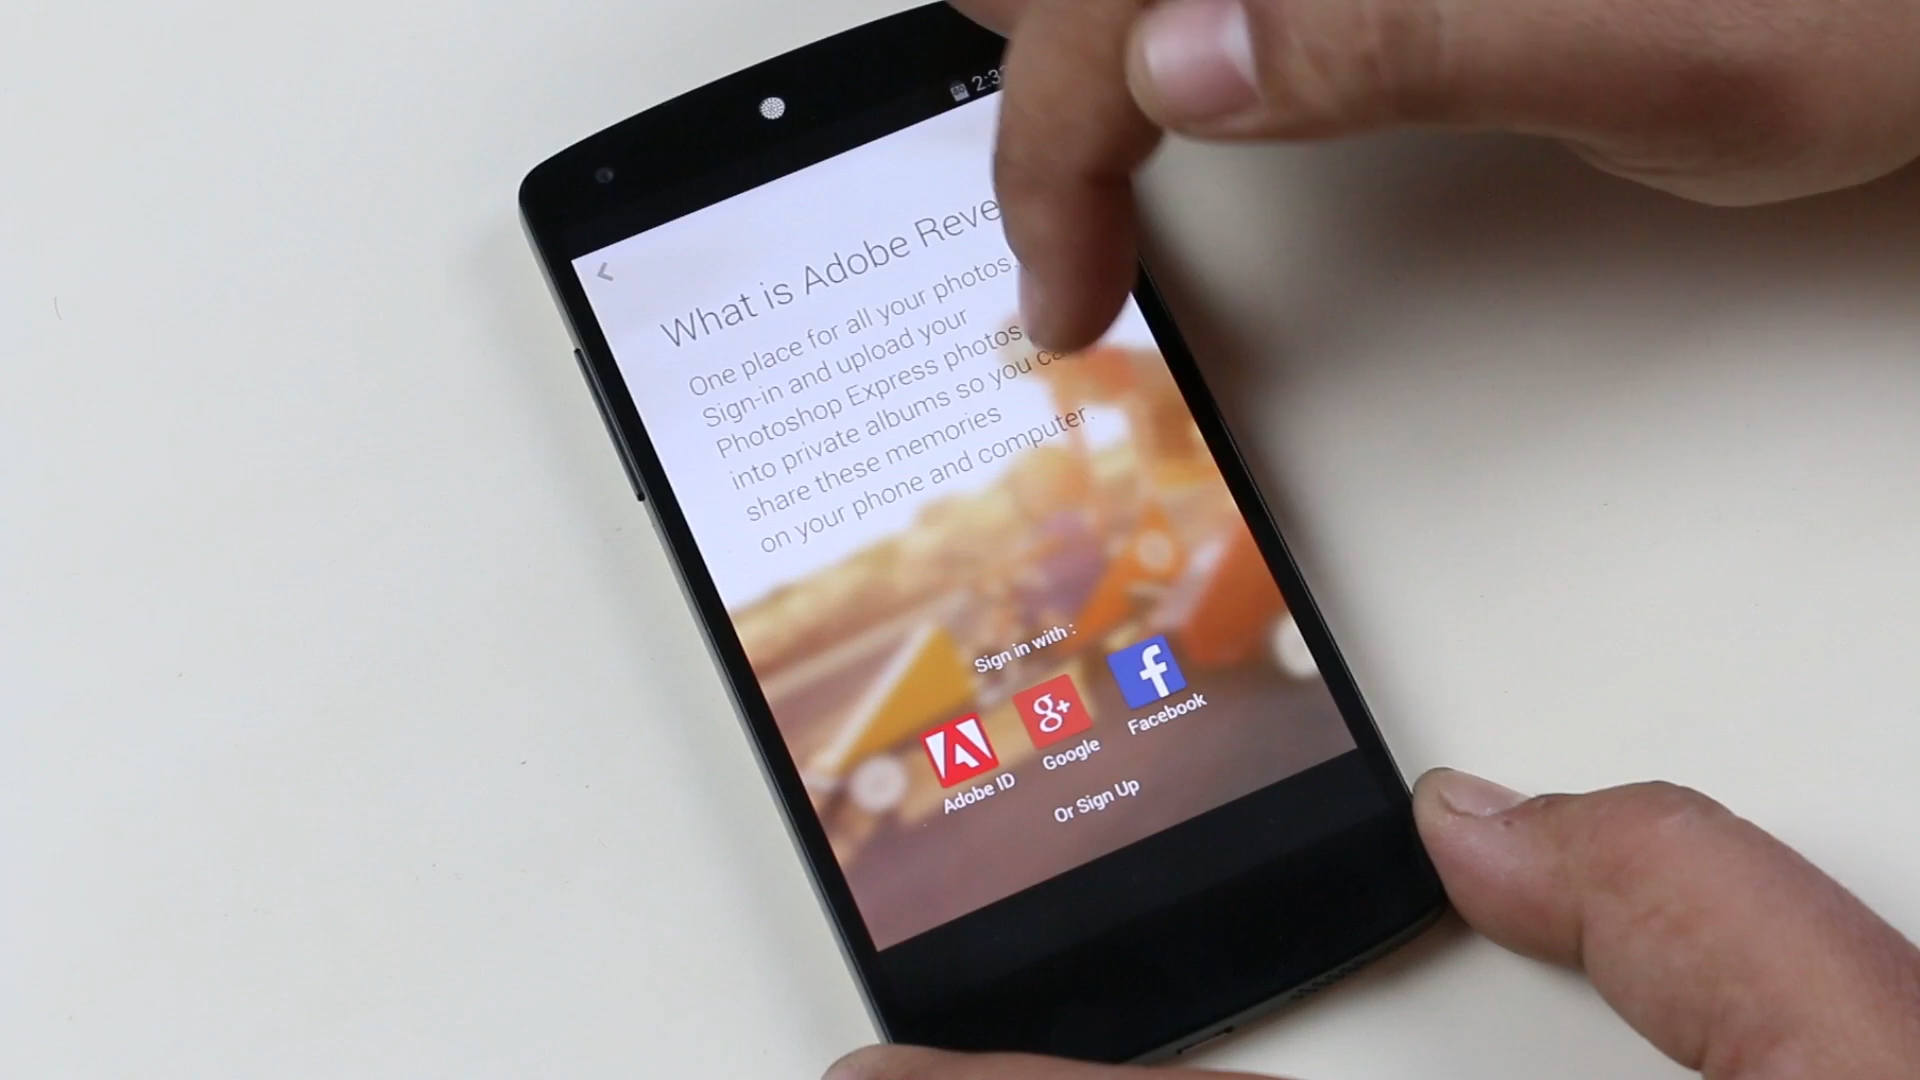 What is Adobe Reve
One place for all your photos.
Sign-in and upload your
Photoshop Express photos
into private albums so you ca
share these memories
on your phone and computer.
Sign in with :
g+
f
Adobe ID
Google
Facebook
Or Sign Up